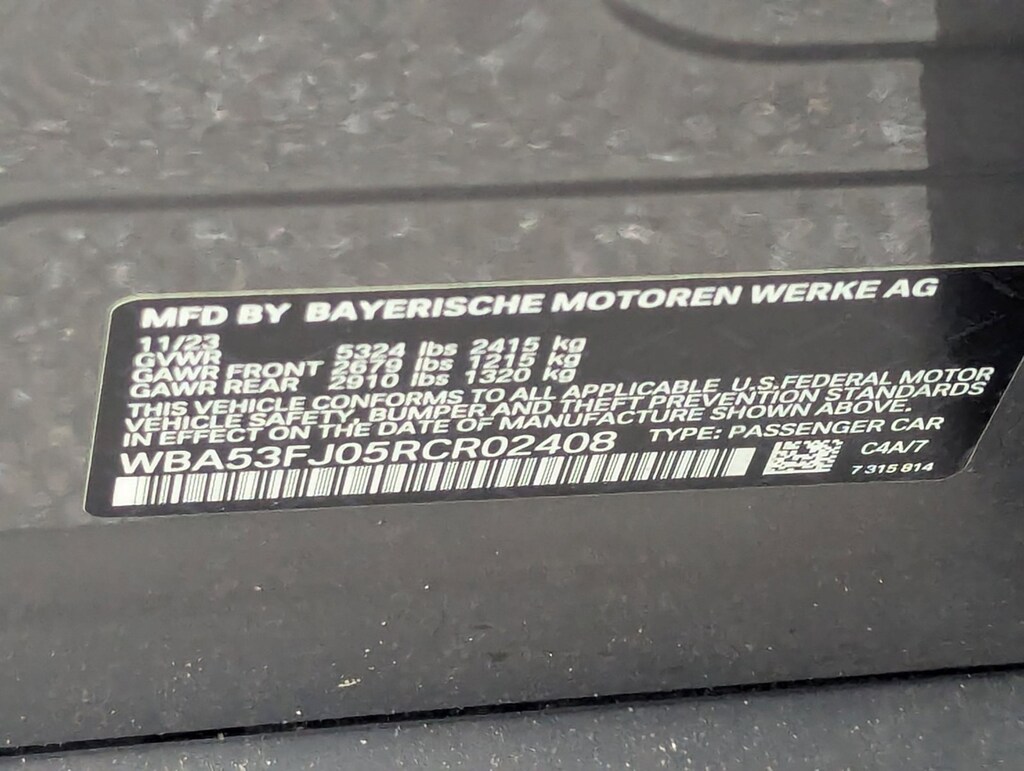 MFD BY BAYERISCHE MOTOREN WERKE AG
11/23
GVWR 5324 lbs 2415 kg
GAWR FRONT 2679 lbs 1215 kg
GAWR REAR 2910 lbs 1320 kg
THIS VEHICLE CONFORMS TO ALL APPLICABLE U.S.FEDERAL MOTOR
VEHICLE SAFETY, BUMPER AND THEFT PREVENTION STANDARDS
IN EFFECT ON THE DATE OF MANUFACTURE SHOWN ABOVE.
WBA53FJ05RCR02408 TYPE: PASSENGER CAR
C4A/7
7 315 814